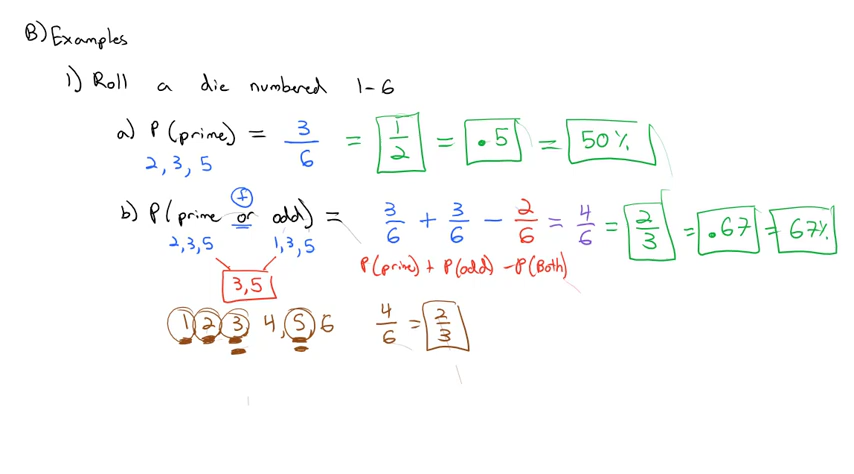 B) Examples
1) Roll a die numbered 1-6
a) P(prime) = 3/6 = 1/2 = .5 = 50%
2, 3, 5
+
b) P(prime or odd) = 3/6 + 3/6 - 2/6 = 4/6 = 2/3 = .67 = 67%
2,3,5 1,3,5 P(prime) + P(odd) - P(Both)
3,5
1 2 3 4, 5, 6 4/6 = 2/3